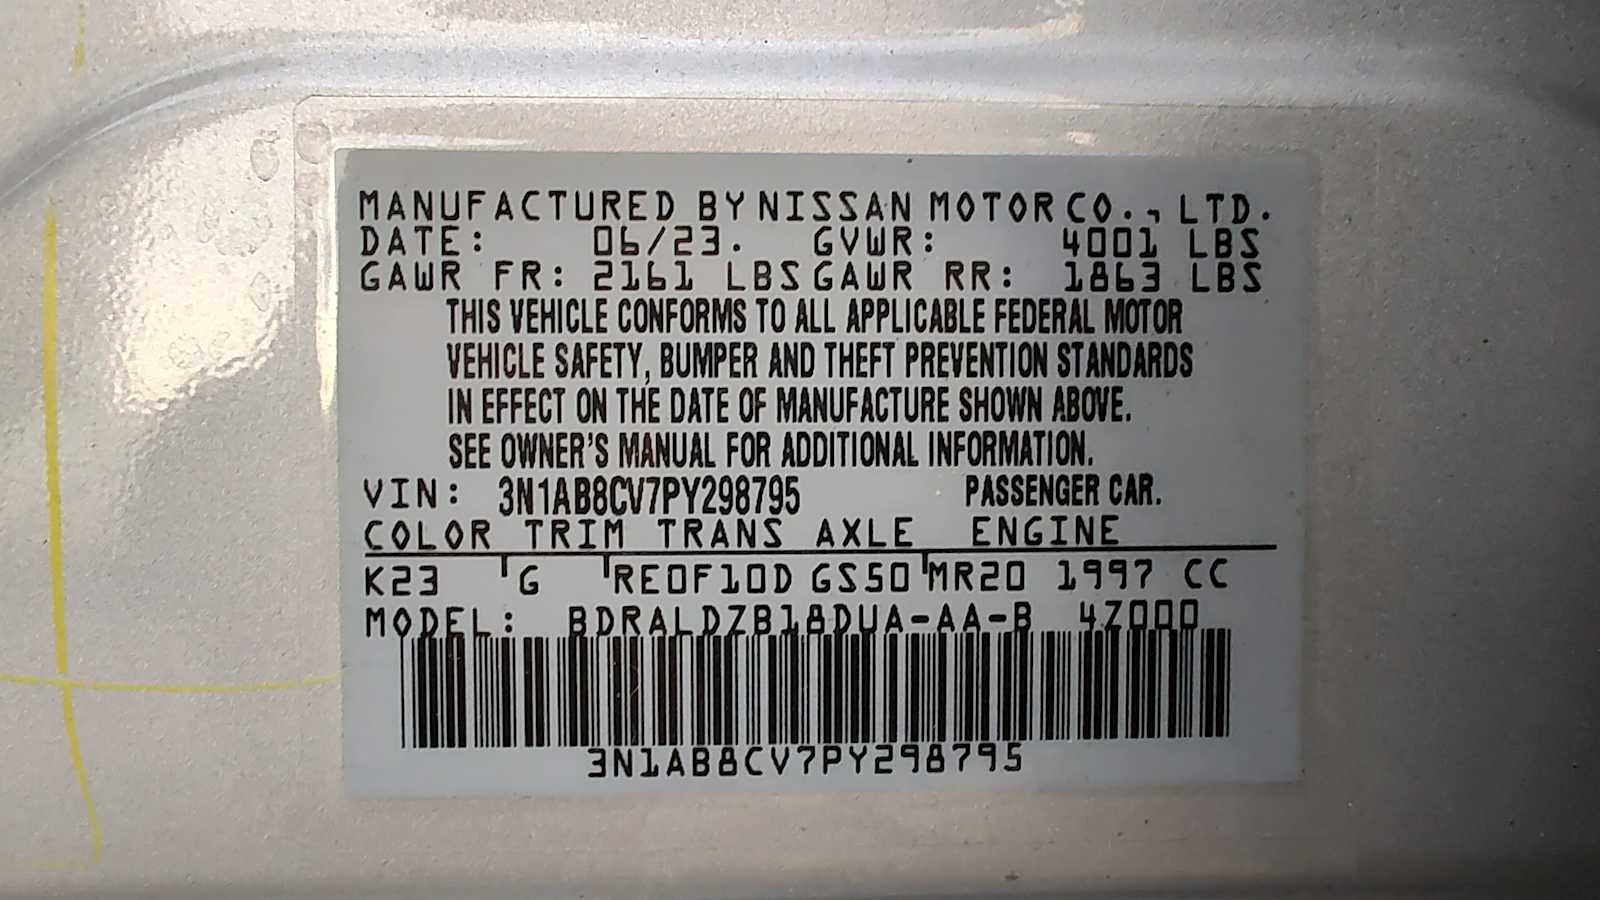 MANUFACTURED BY NISSAN MOTOR CO., LTD.
DATE: 06/23. GVWR: 4001 LBS
GAWR FR: 2161 LBS GAWR RR: 1863 LBS
THIS VEHICLE CONFORMS TO ALL APPLICABLE FEDERAL MOTOR
VEHICLE SAFETY, BUMPER AND THEFT PREVENTION STANDARDS
IN EFFECT ON THE DATE OF MANUFACTURE SHOWN ABOVE.
SEE OWNER'S MANUAL FOR ADDITIONAL INFORMATION.
VIN: 3N1AB8CV7PY298795 PASSENGER CAR.
COLOR TRIM TRANS AXLE ENGINE
K23 G RE0F10D GS50 MR20 1997 CC
MODEL: BDRALDZB18DUA-AA-B 4Z000
3N1AB8CV7PY298795